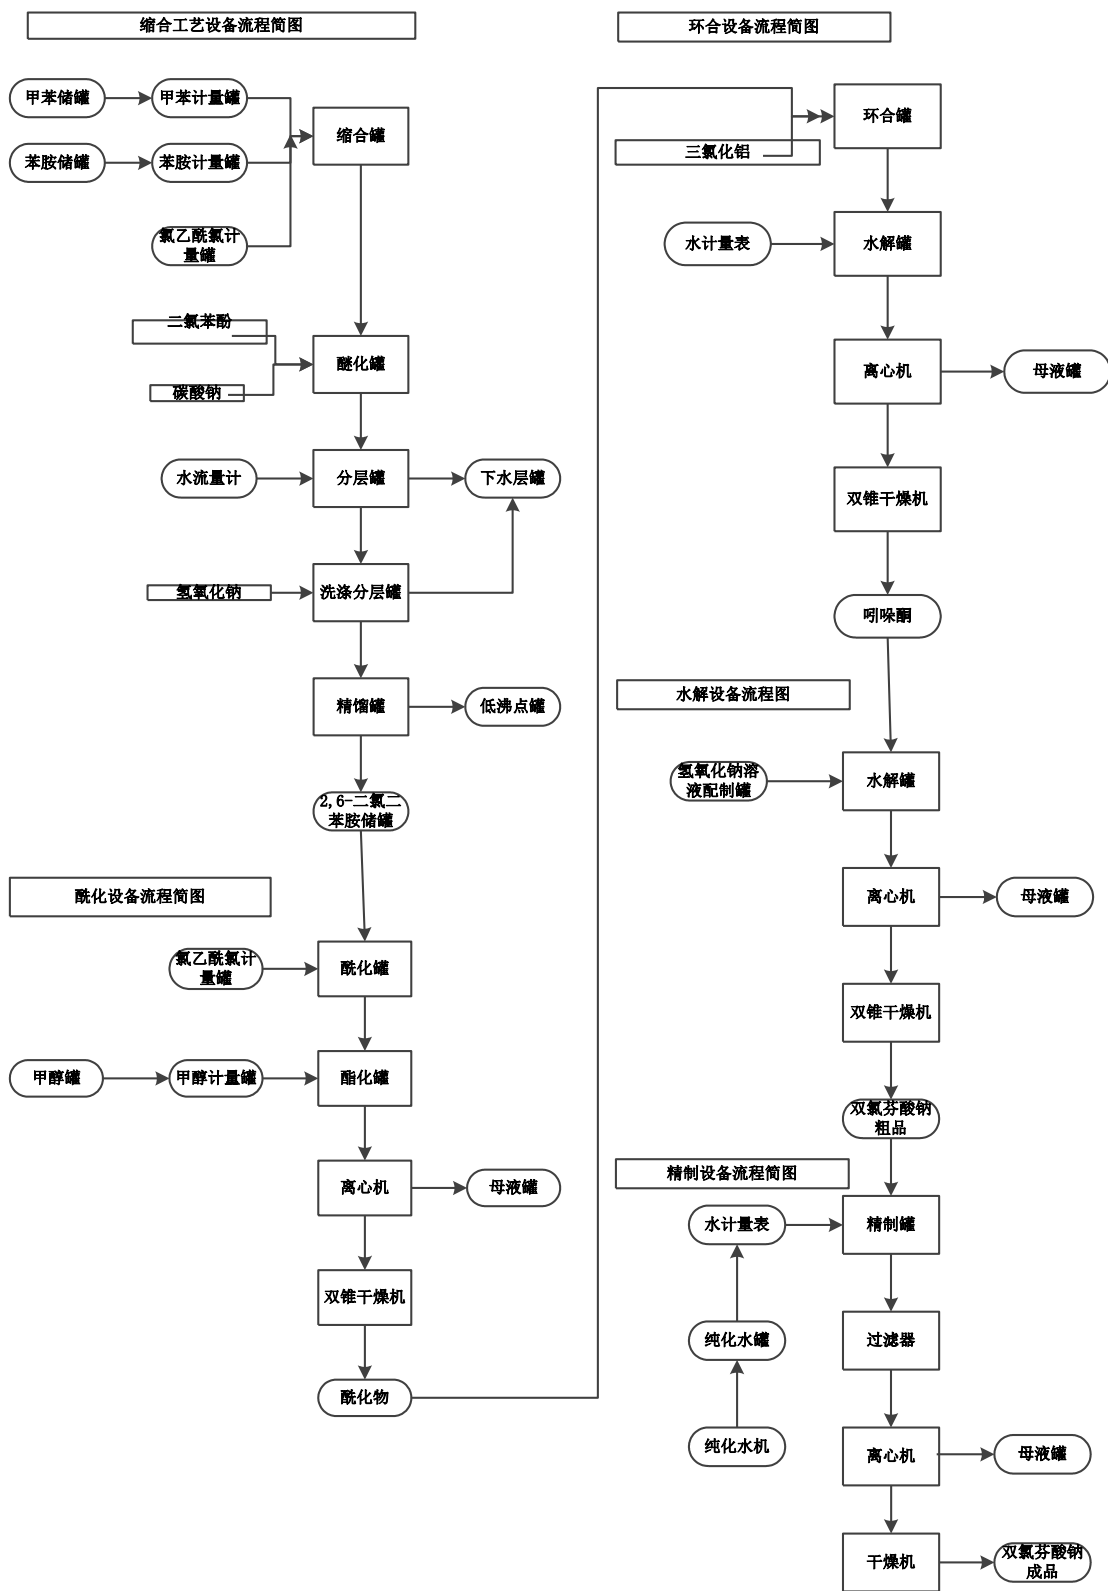 缩合工艺设备流程简图
甲苯储罐
甲苯计量罐
缩合罐
苯胺储罐
苯胺计量罐
氯乙酰氯计
量罐
二氯苯酚
醚化罐
碳酸钠
水流量计
分层罐
下水层罐
氢氧化钠
洗涤分层罐
精馏罐
低沸点罐
2,6-二氯二
苯胺储罐
酰化设备流程简图
氯乙酰氯计
量罐
酰化罐
甲醇罐
甲醇计量罐
酯化罐
离心机
母液罐
双锥干燥机
酰化物
环合设备流程简图
环合罐
三氯化铝
水计量表
水解罐
离心机
母液罐
双锥干燥机
吲哚酮
水解设备流程图
氢氧化钠溶
液配制罐
水解罐
离心机
母液罐
双锥干燥机
双氯芬酸钠
粗品
精制设备流程简图
水计量表
精制罐
纯化水罐
过滤器
纯化水机
离心机
母液罐
干燥机
双氯芬酸钠
成品